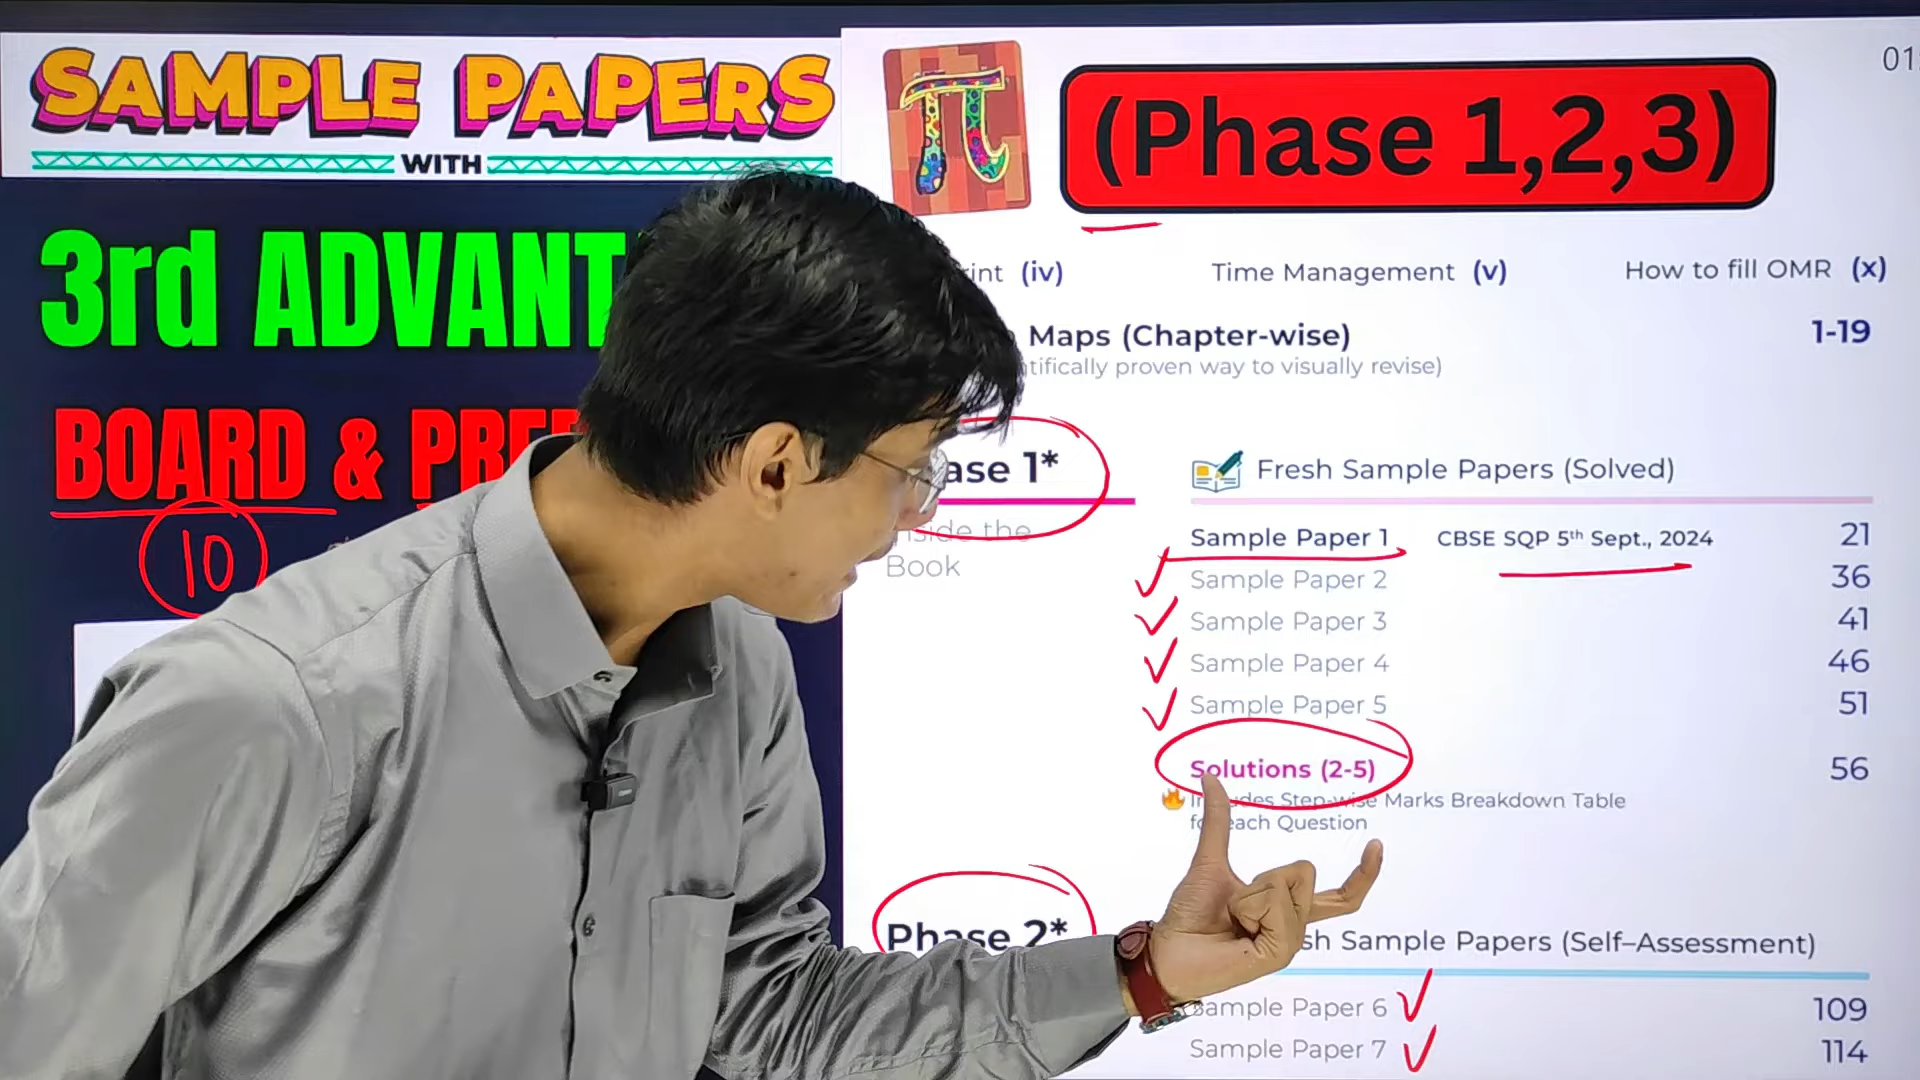 SAMPLE PAPERS
WITH
3rd ADVANT
BOARD &
10
π
(Phase 1,2,3)
01
(iv)
Time Management (v)
How to fill OMR (x)
Maps (Chapter-wise)
1-19
proven way to visually revise)
1*
the
Book
Fresh Sample Papers (Solved)
Sample Paper 1
CBSE SQP 5th Sept., 2024
21
Sample Paper 2
36
Sample Paper 3
41
Sample Paper 4
46
Sample Paper 5
51
Solutions (2-5)
56
Step-wise Marks Breakdown Table
each Question
Phase 2*
Sample Papers (Self–Assessment)
Sample Paper 6
109
Sample Paper 7
114